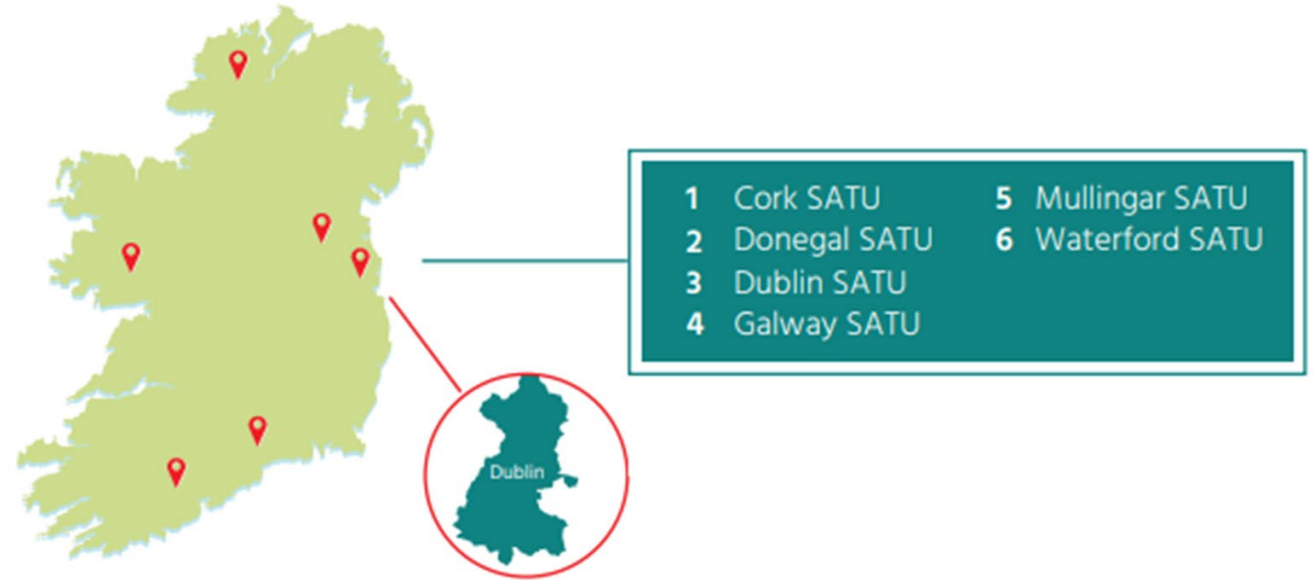 1 Cork SATU
2 Donegal SATU
3 Dublin SATU
4 Galway SATU
5 Mullingar SATU
6 Waterford SATU
Dublin